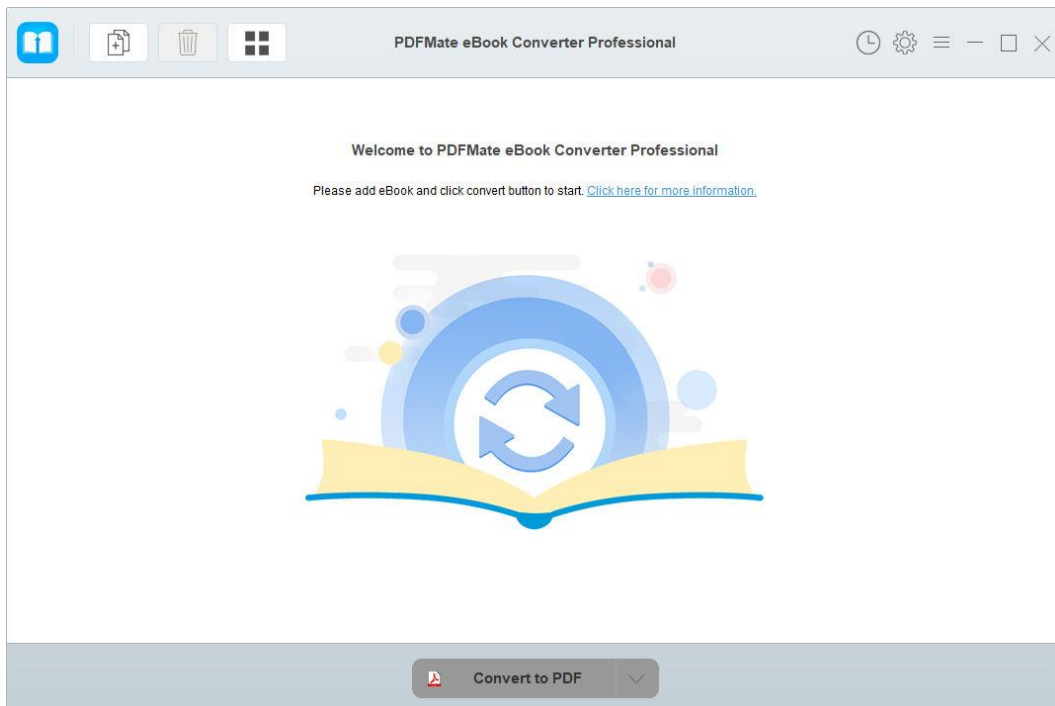 PDFMate eBook Converter Professional
Welcome to PDFMate eBook Converter Professional
Please add eBook and click convert button to start. Click here for more information.
Convert to PDF